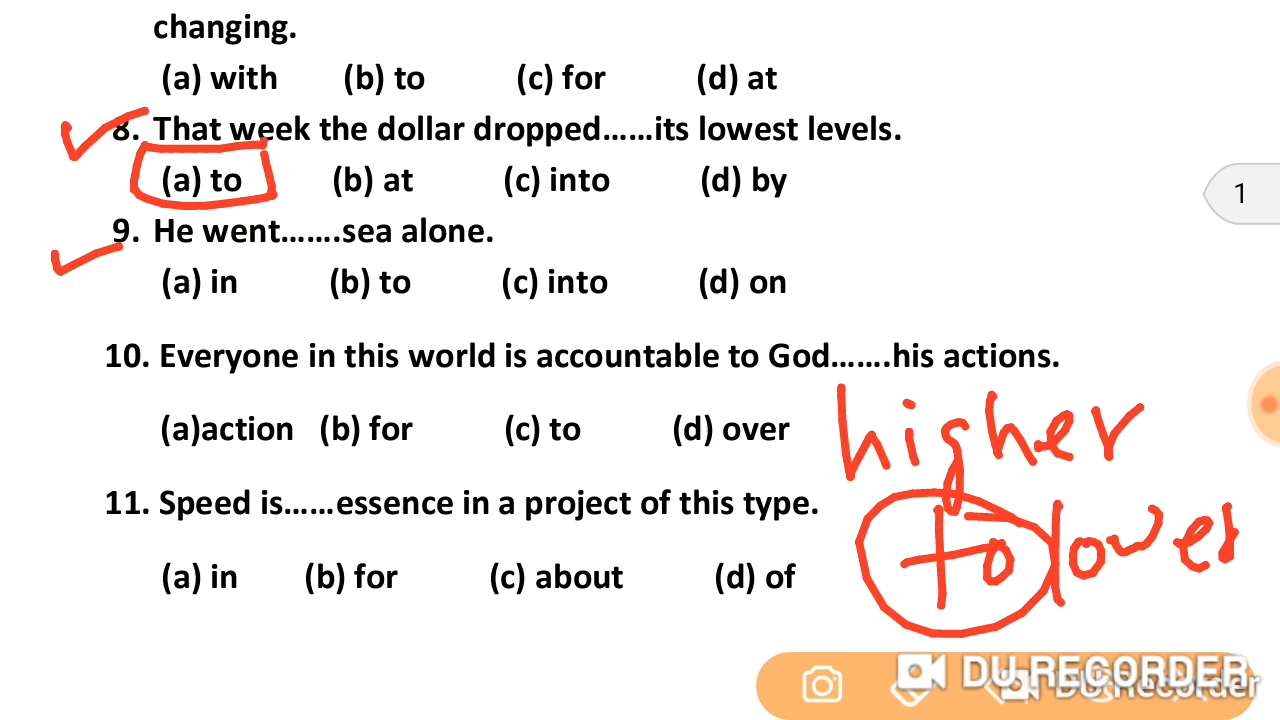 changing.
(a) with (b) to (c) for (d) at
8. That week the dollar dropped……its lowest levels.
(a) to (b) at (c) into (d) by
1
9. He went…….sea alone.
(a) in (b) to (c) into (d) on
10. Everyone in this world is accountable to God…….his actions.
(a)action (b) for (c) to (d) over
higher
11. Speed is……essence in a project of this type.
to lower
(a) in (b) for (c) about (d) of
DU RECORDER
DU Recorder